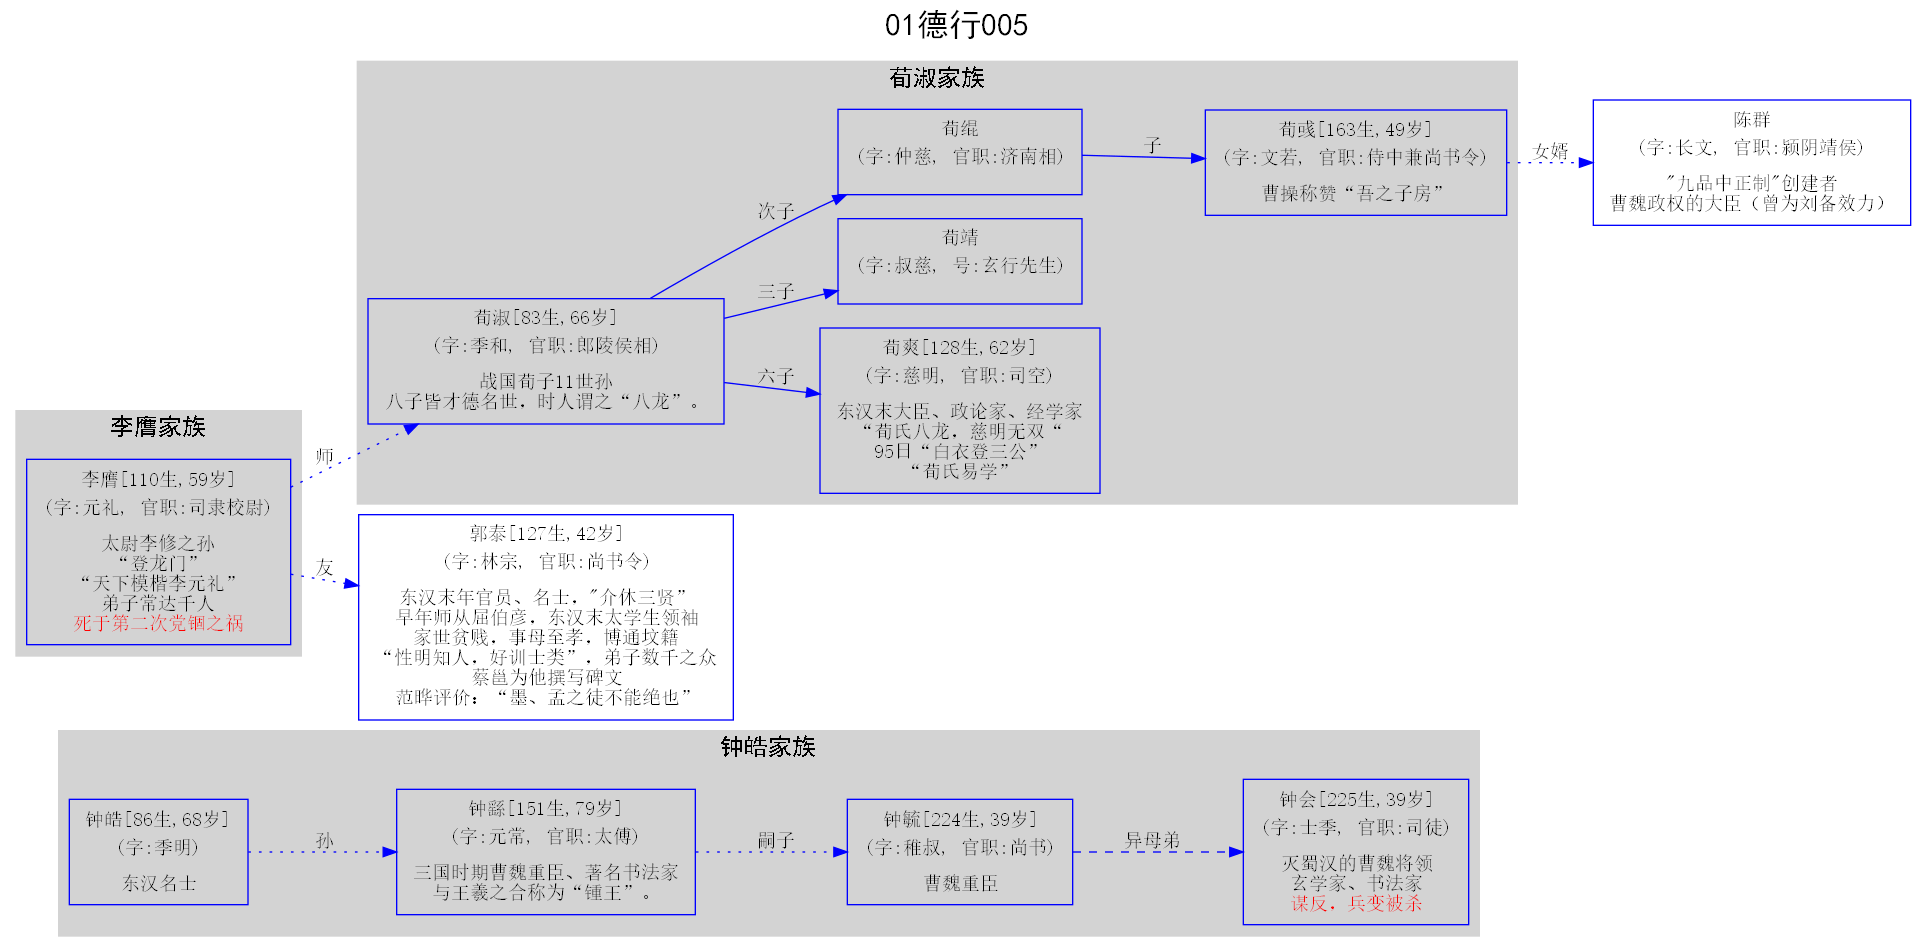 01德行005
荀淑家族
荀绲
(字:仲慈, 官职:济南相)
子
荀彧[163生,49岁]
(字:文若, 官职:侍中兼尚书令)
曹操称赞“吾之子房”
女婿
陈群
(字:长文, 官职:颍阴靖侯)
"九品中正制"创建者
曹魏政权的大臣（曾为刘备效力）
次子
荀靖
(字:叔慈, 号:玄行先生)
三子
荀淑[83生,66岁]
(字:季和, 官职:郎陵侯相)
战国荀子11世孙
八子皆才德名世，时人谓之“八龙”。
六子
荀爽[128生,62岁]
(字:慈明, 官职:司空)
东汉末大臣、政论家、经学家
“荀氏八龙，慈明无双“
95日“白衣登三公”
“荀氏易学”
李膺家族
李膺[110生,59岁]
(字:元礼, 官职:司隶校尉)
太尉李修之孙
“登龙门”
“天下模楷李元礼”
弟子常达千人
死于第二次党锢之祸
师
友
郭泰[127生,42岁]
(字:林宗, 官职:尚书令)
东汉末年官员、名士，"介休三贤”
早年师从屈伯彦，东汉末太学生领袖
家世贫贱，事母至孝，博通坟籍
“性明知人，好训士类”，弟子数千之众
蔡邕为他撰写碑文
范晔评价：“墨、孟之徒不能绝也”
钟皓家族
钟皓[86生,68岁]
(字:季明)
东汉名士
孙
钟繇[151生,79岁]
(字:元常, 官职:太傅)
三国时期曹魏重臣、著名书法家
与王羲之合称为“锺王”。
嗣子
钟毓[224生,39岁]
(字:稚叔, 官职:尚书)
曹魏重臣
异母弟
钟会[225生,39岁]
(字:士季, 官职:司徒)
灭蜀汉的曹魏将领
玄学家、书法家
谋反，兵变被杀